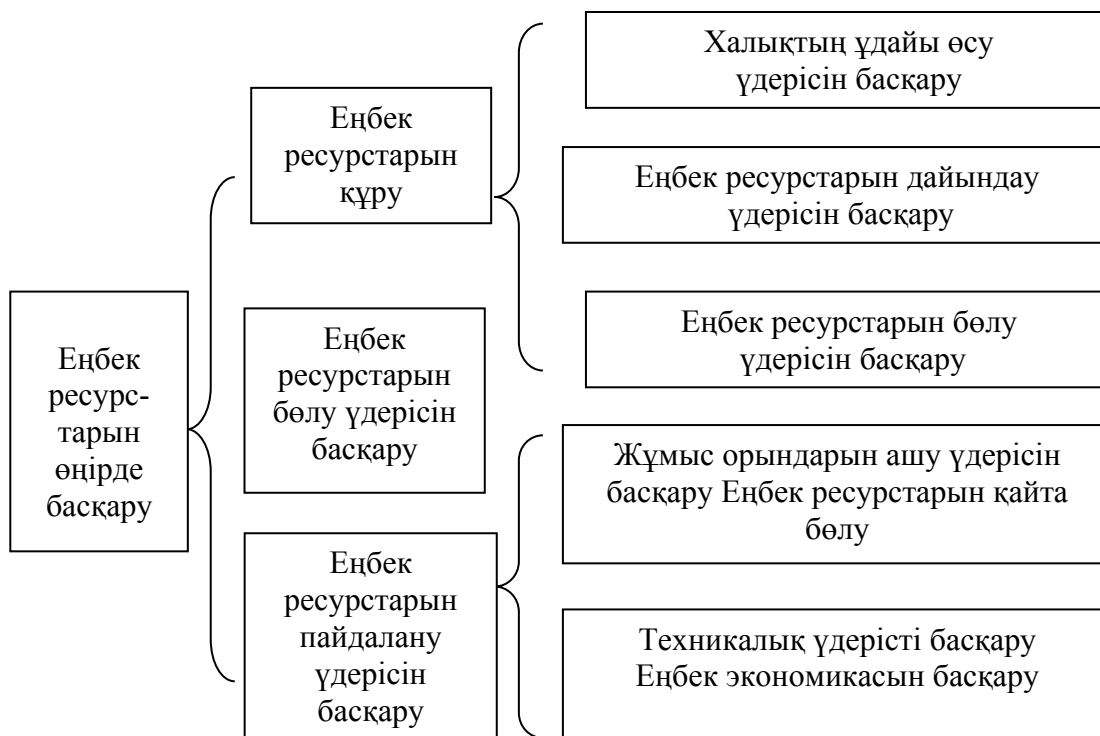 Еңбек
ресурс-
тарын
өңірде
басқару
Еңбек
ресурстарын
құру
Халықтың ұдайы өсу
үдерісін басқару
Еңбек ресурстарын дайындау
үдерісін басқару
Еңбек ресурстарын бөлу
үдерісін басқару
Еңбек
ресурстарын
бөлу үдерісін
басқару
Еңбек
ресурстарын
пайдалану
үдерісін
басқару
Жұмыс орындарын ашу үдерісін
басқару Еңбек ресурстарын қайта
бөлу
Техникалық үдерісті басқару
Еңбек экономикасын басқару